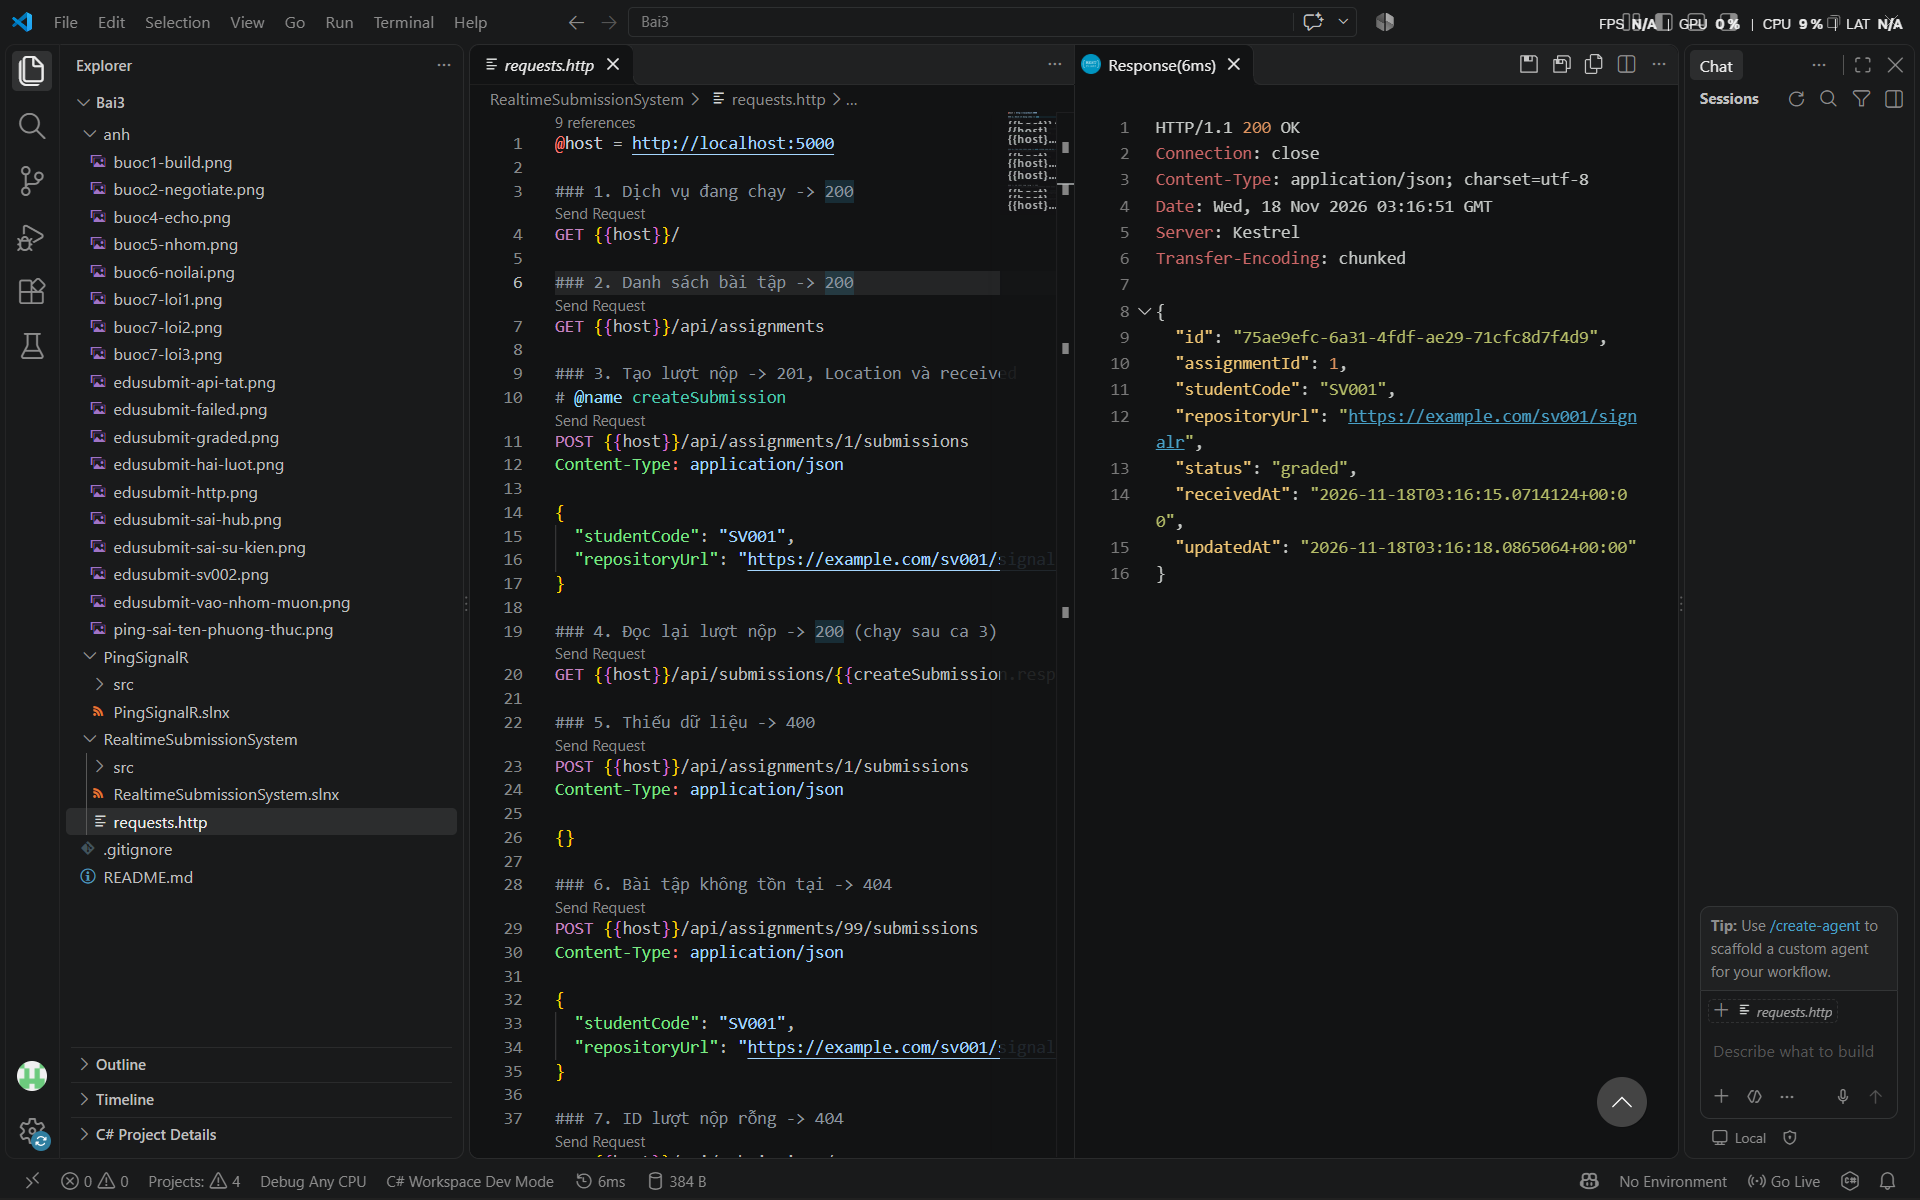 File Edit Selection View Go Run Terminal Help
Bai3
FPS N/A | GPU 0 % | CPU 9 % | LAT N/A
Explorer
Bai3
anh
buoc1-build.png
buoc2-negotiate.png
buoc4-echo.png
buoc5-nhom.png
buoc6-noilai.png
buoc7-loi1.png
buoc7-loi2.png
buoc7-loi3.png
edusubmit-api-tat.png
edusubmit-failed.png
edusubmit-graded.png
edusubmit-hai-luot.png
edusubmit-http.png
edusubmit-sai-hub.png
edusubmit-sai-su-kien.png
edusubmit-sv002.png
edusubmit-vao-nhom-muon.png
ping-sai-ten-phuong-thuc.png
PingSignalR
src
PingSignalR.slnx
RealtimeSubmissionSystem
src
RealtimeSubmissionSystem.slnx
requests.http
.gitignore
README.md
Outline
Timeline
C# Project Details
requests.http
RealtimeSubmissionSystem > requests.http > ...
9 references
1 @host = http://localhost:5000
2
3 ### 1. Dịch vụ đang chạy -> 200
Send Request
4 GET {{host}}/
5
6 ### 2. Danh sách bài tập -> 200
Send Request
7 GET {{host}}/api/assignments
8
9 ### 3. Tạo lượt nộp -> 201, Location và received
10 # @name createSubmission
Send Request
11 POST {{host}}/api/assignments/1/submissions
12 Content-Type: application/json
13
14 {
15 "studentCode": "SV001",
16 "repositoryUrl": "https://example.com/sv001/signal
17 }
18
19 ### 4. Đọc lại lượt nộp -> 200 (chạy sau ca 3)
Send Request
20 GET {{host}}/api/submissions/{{createSubmission.resp
21
22 ### 5. Thiếu dữ liệu -> 400
Send Request
23 POST {{host}}/api/assignments/1/submissions
24 Content-Type: application/json
25
26 {}
27
28 ### 6. Bài tập không tồn tại -> 404
Send Request
29 POST {{host}}/api/assignments/99/submissions
30 Content-Type: application/json
31
32 {
33 "studentCode": "SV001",
34 "repositoryUrl": "https://example.com/sv001/signal
35 }
36
37 ### 7. ID lượt nộp rỗng -> 404
Send Request
{{host}...
{{host}...
{{host}...
{{host}...
Response(6ms)
1 HTTP/1.1 200 OK
2 Connection: close
3 Content-Type: application/json; charset=utf-8
4 Date: Wed, 18 Nov 2026 03:16:51 GMT
5 Server: Kestrel
6 Transfer-Encoding: chunked
7
8 {
9 "id": "75ae9efc-6a31-4fdf-ae29-71cfc8d7f4d9",
10 "assignmentId": 1,
11 "studentCode": "SV001",
12 "repositoryUrl": "https://example.com/sv001/sign
alr",
13 "status": "graded",
14 "receivedAt": "2026-11-18T03:16:15.0714124+00:0
0",
15 "updatedAt": "2026-11-18T03:16:18.0865064+00:00"
16 }
Chat
Sessions
Tip: Use /create-agent to
scaffold a custom agent
for your workflow.
requests.http
Describe what to build
Local
0 0 Projects: 4 Debug Any CPU C# Workspace Dev Mode 6ms 384 B
No Environment Go Live